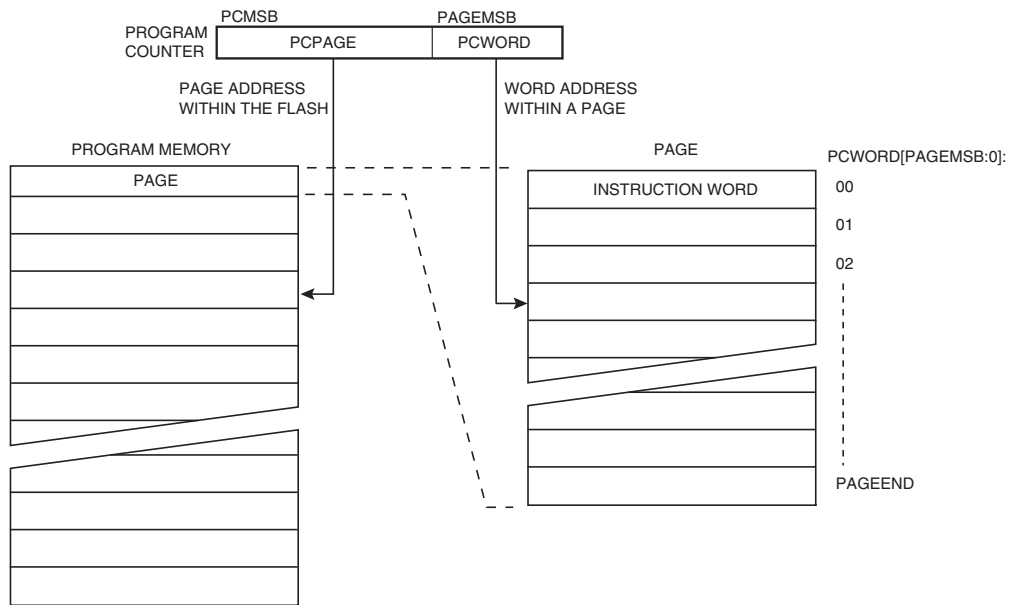 PCMSB PAGEMSB
PROGRAM
COUNTER
PCPAGE PCWORD
PAGE ADDRESS
WITHIN THE FLASH
WORD ADDRESS
WITHIN A PAGE
PROGRAM MEMORY
PAGE
PAGE
PCWORD[PAGEMSB:0]:
INSTRUCTION WORD
00
01
02
PAGEEND